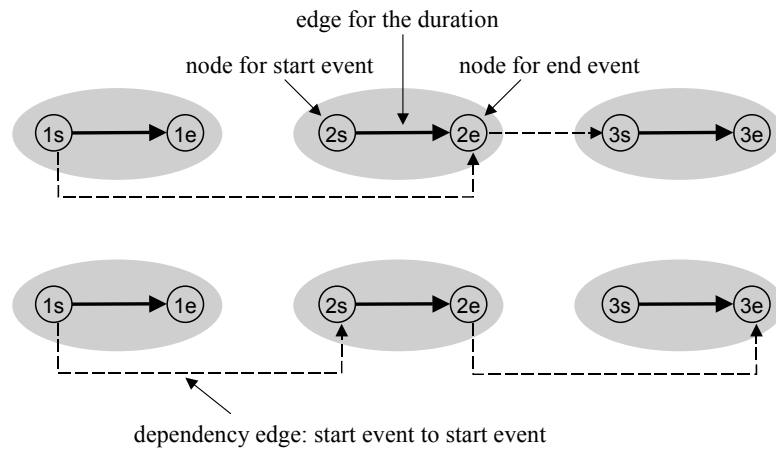 edge for the duration
node for start event
node for end event
1s 1e 2s 2e 3s 3e
1s 1e 2s 2e 3s 3e
dependency edge: start event to start event